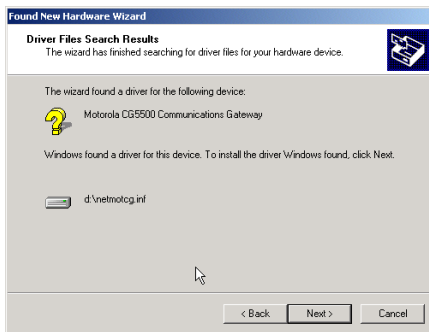 Found New Hardware Wizard
Driver Files Search Results
The wizard has finished searching for driver files for your hardware device.
The wizard found a driver for the following device:
Motorola CG5500 Communications Gateway
Windows found a driver for this device. To install the driver Windows found, click Next.
d:\netmotcg.inf
< Back
Next >
Cancel